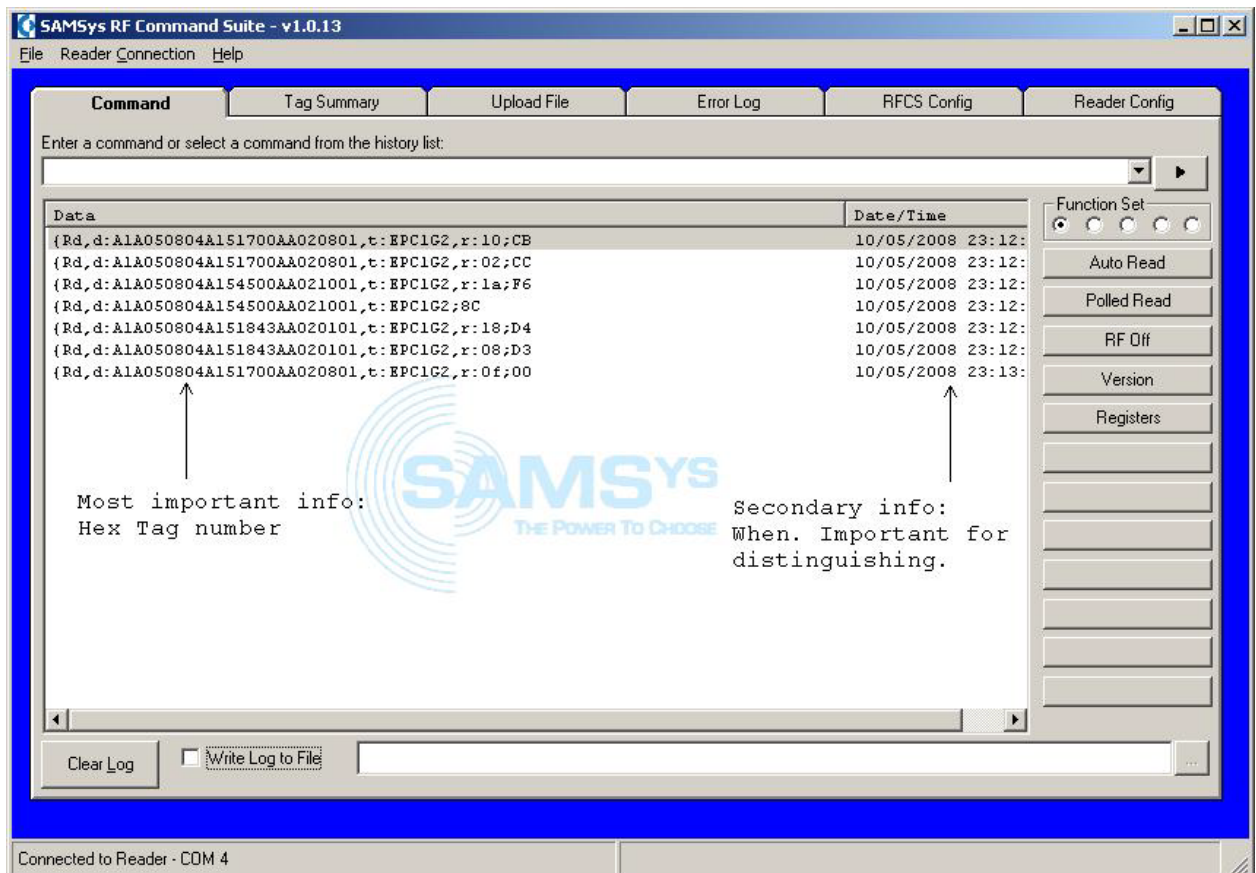 SAMSys RF Command Suite - v1.0.13
File Reader Connection Help
Command Tag Summary Upload File Error Log RFCS Config Reader Config
Enter a command or select a command from the history list:
Data Date/Time
{Rd,d:A1A050804A151700AA020801,t:EPC1G2,r:10;CB 10/05/2008 23:12:
{Rd,d:A1A050804A151700AA020801,t:EPC1G2,r:02;CC 10/05/2008 23:12:
{Rd,d:A1A050804A154500AA021001,t:EPC1G2,r:1a;F6 10/05/2008 23:12:
{Rd,d:A1A050804A154500AA021001,t:EPC1G2;8C 10/05/2008 23:12:
{Rd,d:A1A050804A151843AA020101,t:EPC1G2,r:18;D4 10/05/2008 23:12:
{Rd,d:A1A050804A151843AA020101,t:EPC1G2,r:08;D3 10/05/2008 23:12:
{Rd,d:A1A050804A151700AA020801,t:EPC1G2,r:0f;00 10/05/2008 23:13:
SAMSYS
THE POWER TO CHOOSE
Most important info:
Hex Tag number
Secondary info:
When. Important for
distinguishing.
Function Set
Auto Read
Polled Read
RF Off
Version
Registers
Clear Log Write Log to File ...
Connected to Reader - COM 4